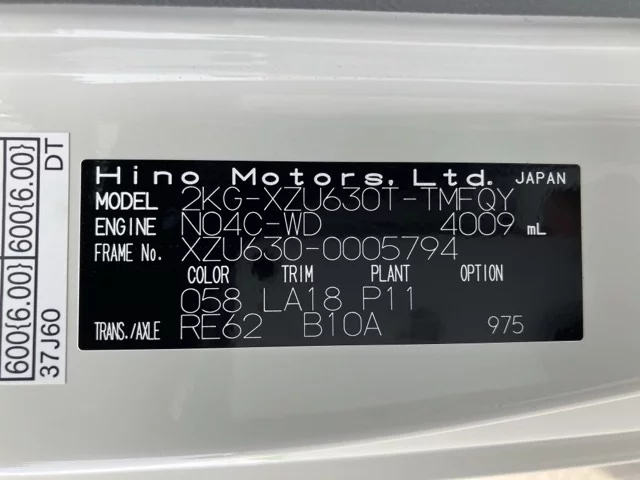 Hino Motors, Ltd. JAPAN
MODEL 2KG-XZU630T-TMFQY
ENGINE N04C-WD 4009 mL
FRAME No. XZU630-0005794
COLOR TRIM PLANT OPTION
058 LA18 P11
TRANS./AXLE RE62 B10A 975
600{6.00} 600{6.00}
37J60 DT